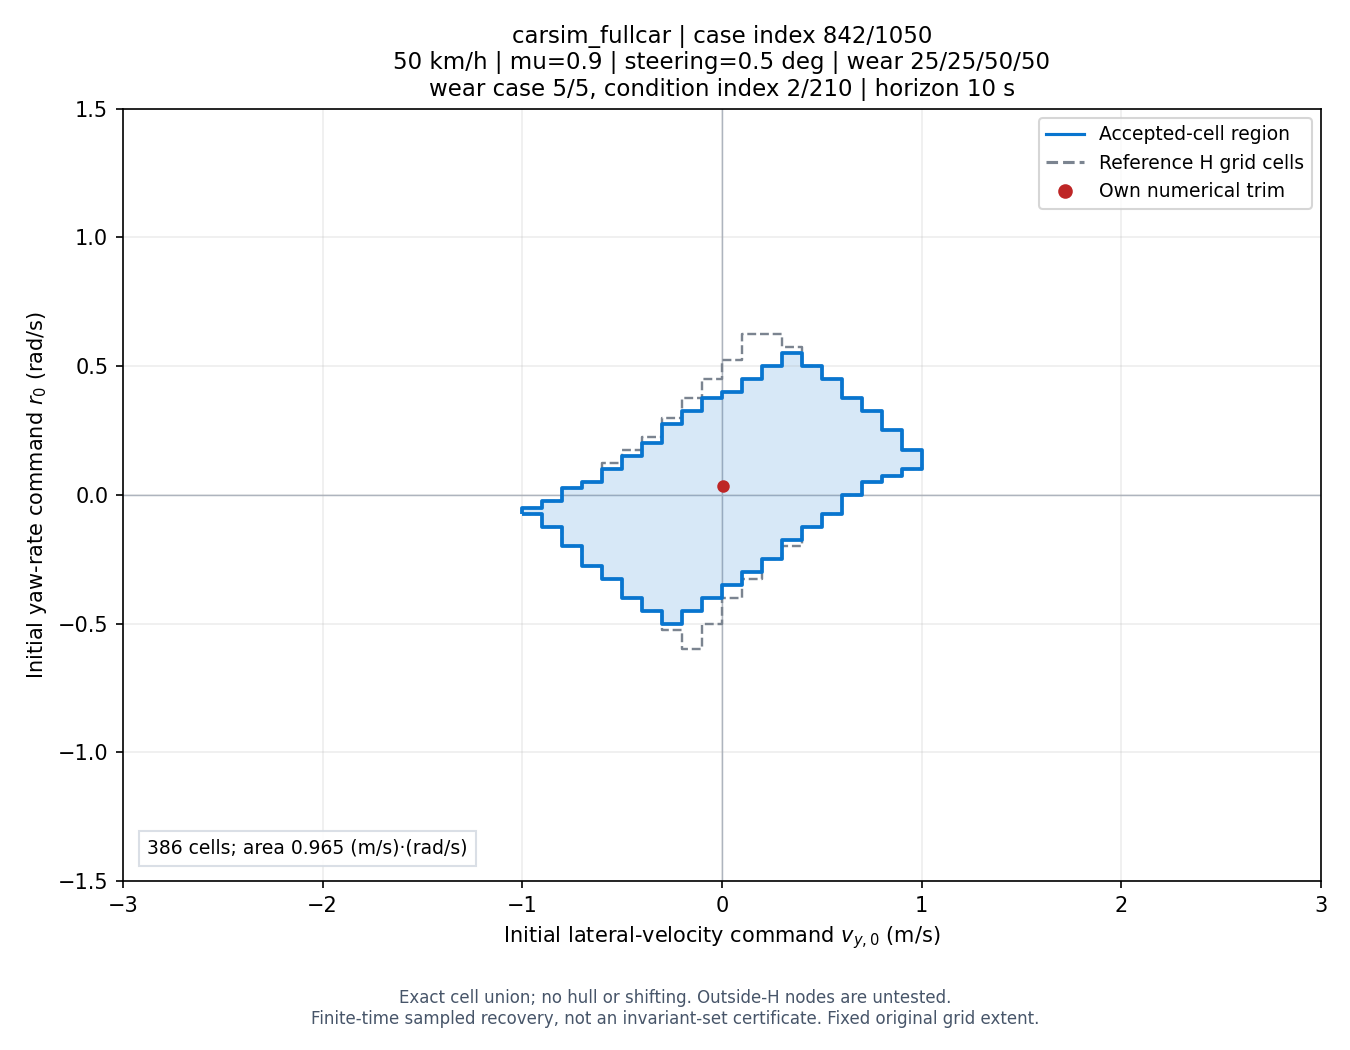 carsim_fullcar | case index 842/1050
50 km/h | mu=0.9 | steering=0.5 deg | wear 25/25/50/50
wear case 5/5, condition index 2/210 | horizon 10 s
Accepted-cell region
Reference H grid cells
Own numerical trim
1.5
1.0
0.5
0.0
−0.5
−1.0
−1.5
Initial yaw-rate command r0 (rad/s)
386 cells; area 0.965 (m/s)·(rad/s)
−3
−2
−1
0
1
2
3
Initial lateral-velocity command vy,0 (m/s)
Exact cell union; no hull or shifting. Outside-H nodes are untested.
Finite-time sampled recovery, not an invariant-set certificate. Fixed original grid extent.